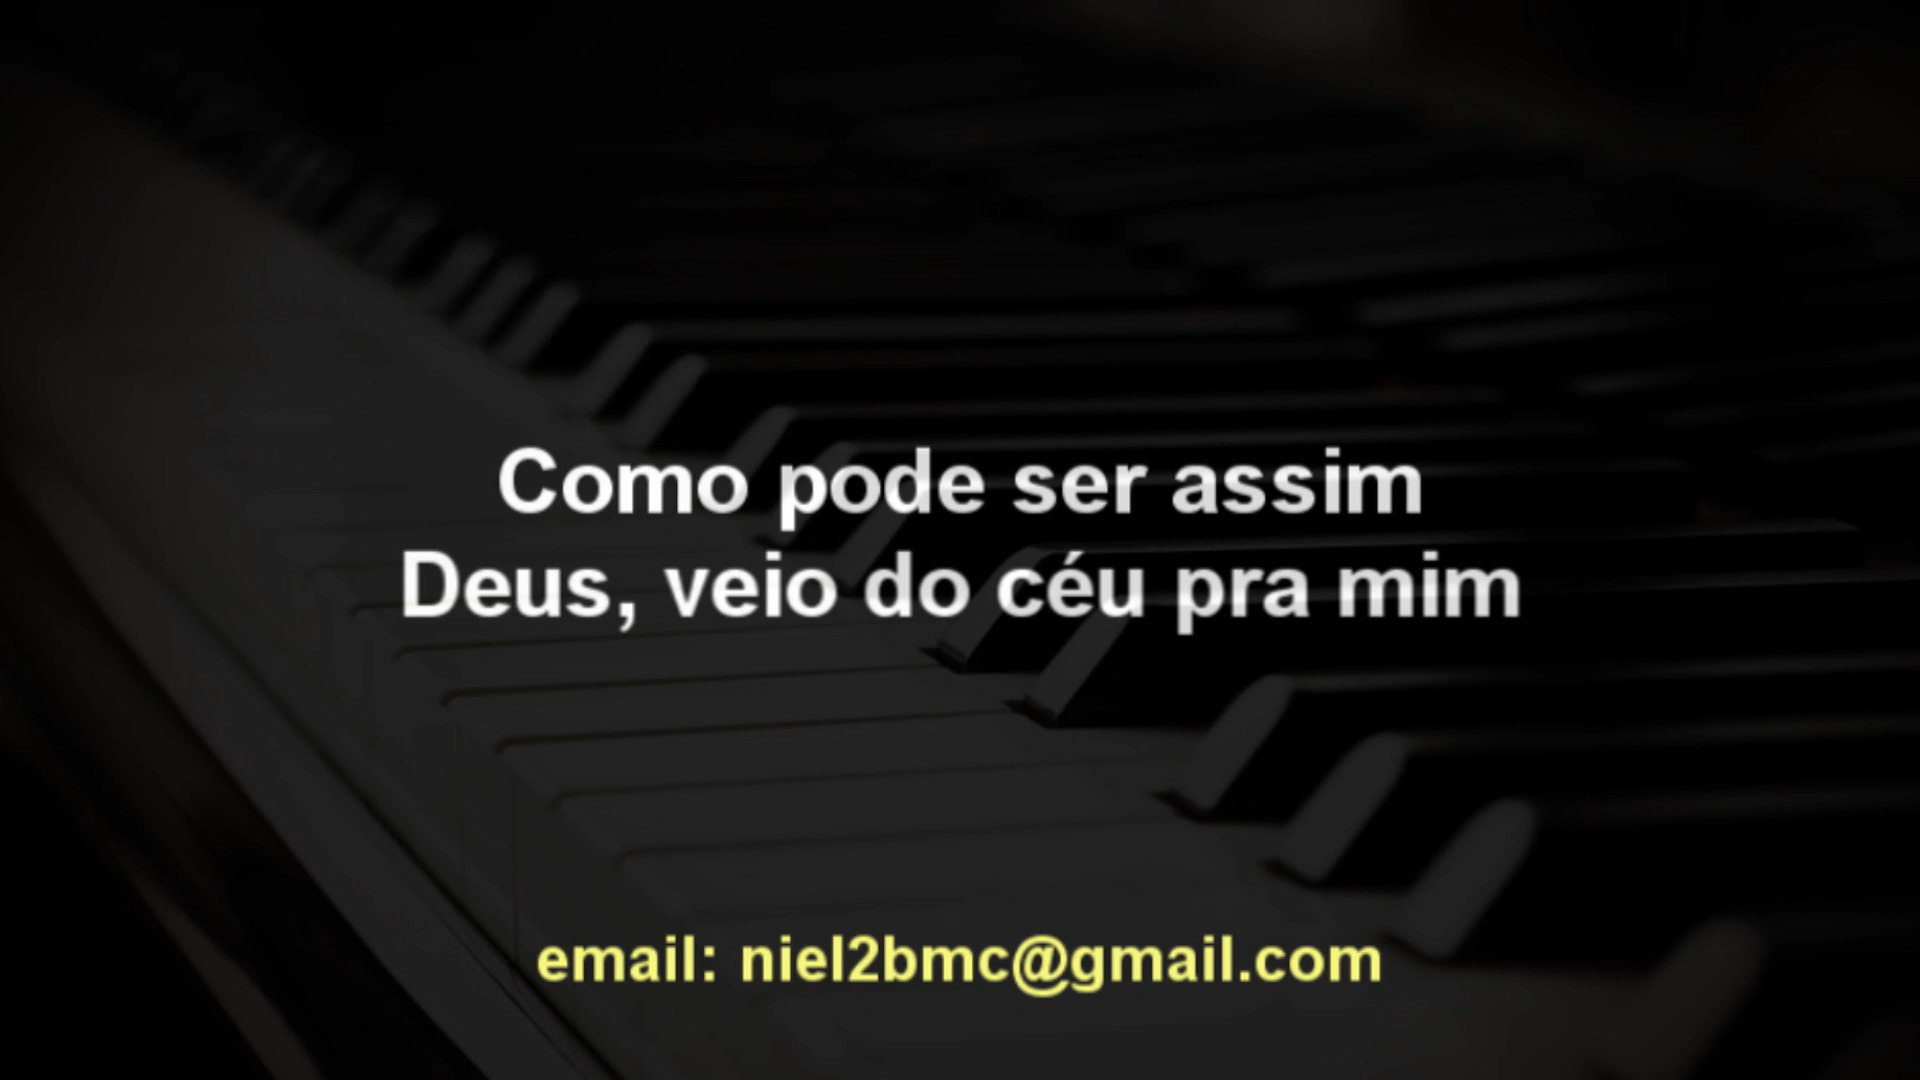 Como pode ser assim
Deus, veio do céu pra mim
email: niel2bmc@gmail.com